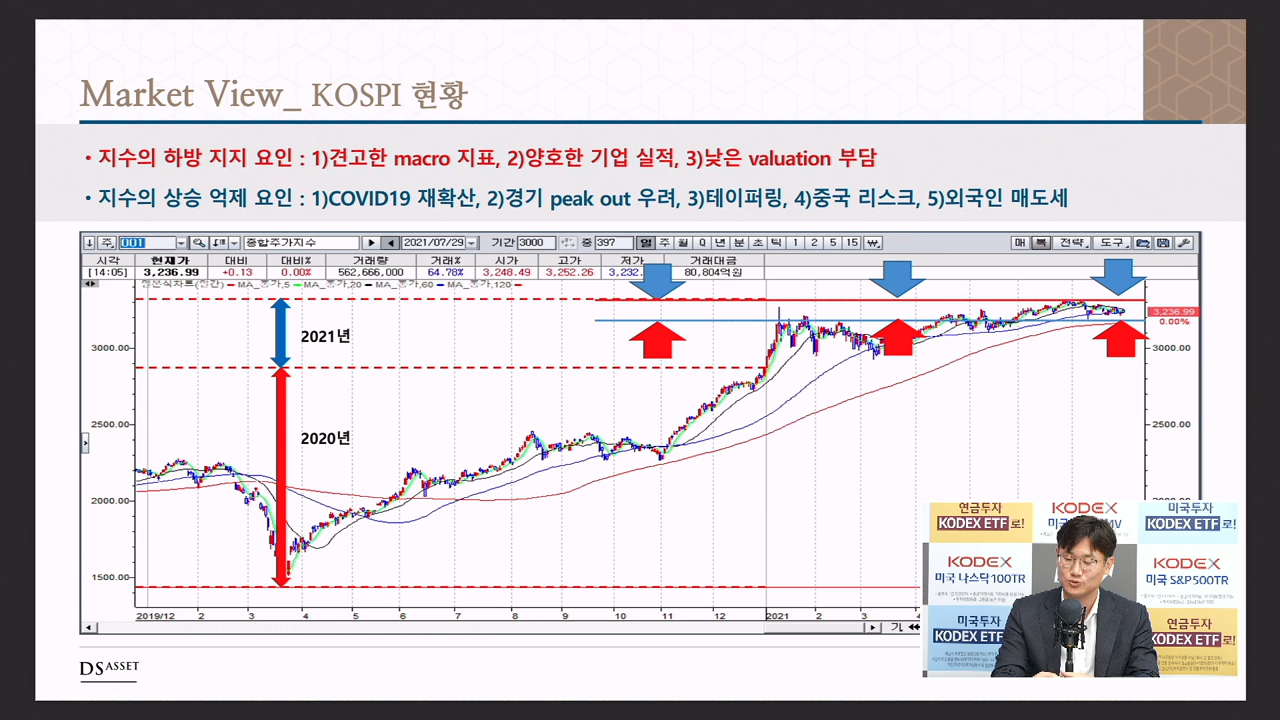 Market View_ KOSPI 현황
• 지수의 하방 지지 요인 : 1)견고한 macro 지표, 2)양호한 기업 실적, 3)낮은 valuation 부담
• 지수의 상승 억제 요인 : 1)COVID19 재확산, 2)경기 peak out 우려, 3)테이퍼링, 4)중국 리스크, 5)외국인 매도세
주 001 종합주가지수 2021/07/29 기간 3000 중 397 일 주 월 Q 년 분 초 틱 1 2 5 15 ₩ 매 복 전략 도구
시각 현재가 대비 대비% 거래량 거래% 시가 고가 저가 거래대금
[14:05] 3,236.99 +0.13 0.00% 562,666,000 64.78% 3,248.49 3,252.26 3,232. 80,804억원
MA_가,5 MA_가,20 MA_가,60 MA_가,120
3,236.99
0.00%
2021년
3000.00 3000.00
2500.00 2500.00
2020년
2000.00
1500.00
2019/12 2 3 4 5 6 7 8 9 10 11 12 2021 2 3
DS ASSET
연금투자
KODEX ETF로!
KODEX
미국투자
KODEX ETF로!
KODEX
미국 나스닥100TR
KODEX
미국 S&P500TR
미국투자
KODEX ETF
연금투자
KODEX ETF로!